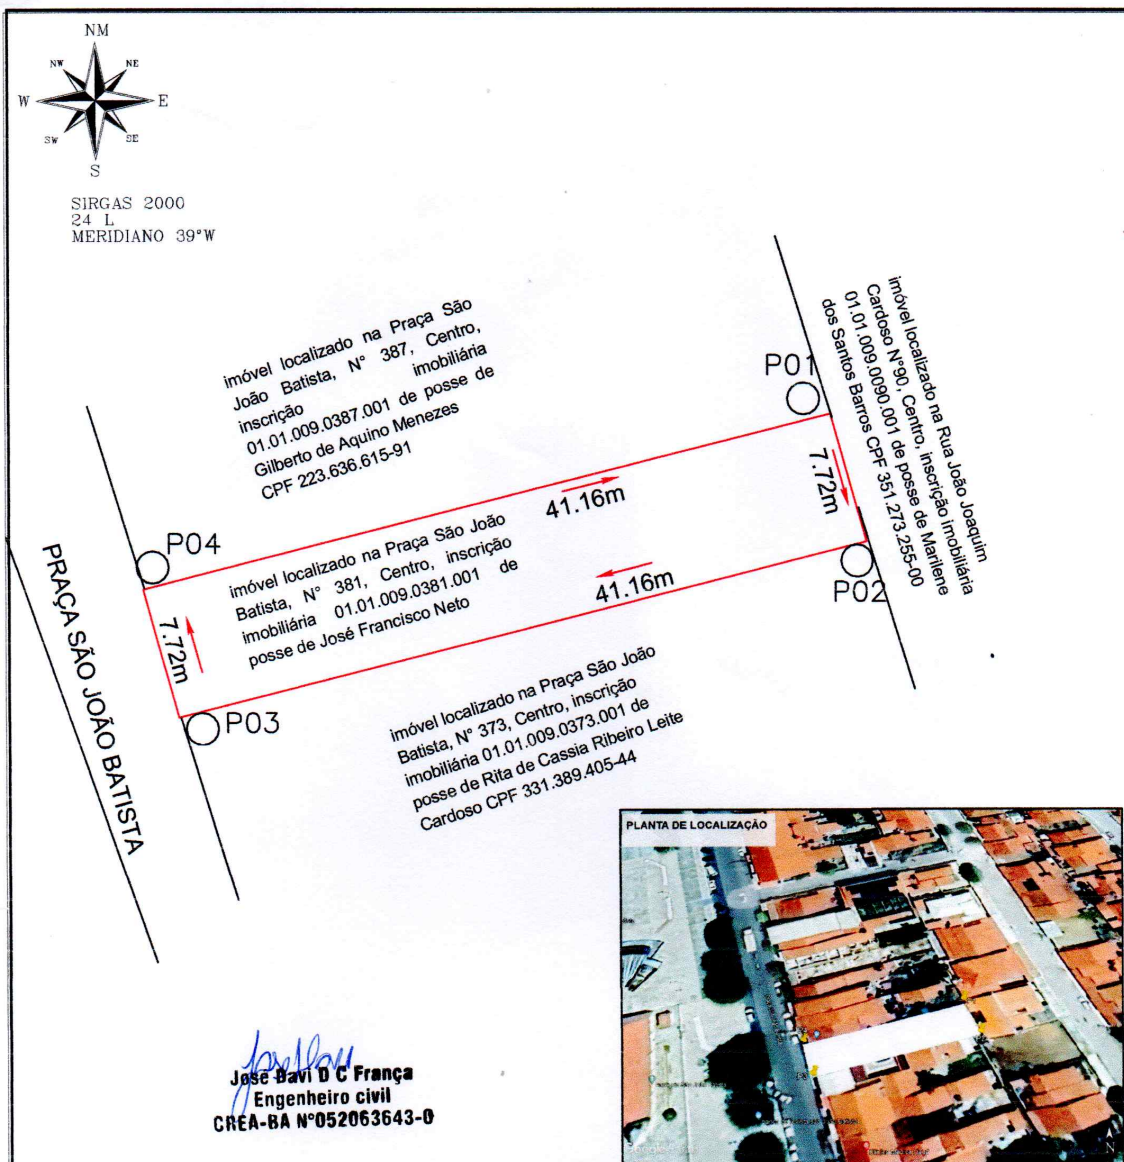 NM
NW
NE
W
E
SW
SE
S
SIRGAS 2000
24 L
MERIDIANO 39°W
imóvel localizado na Praça São
João Batista, N° 387, Centro,
inscrição imobiliária
01.01.009.0387.001 de posse de
Gilberto de Aquino Menezes
CPF 223.636.615-91
imóvel localizado na Rua João Joaquim
Cardoso N°90, Centro, inscrição imobiliária
01.01.009.0090.001 de posse de Marilene
dos Santos Barros CPF 351.273.255-00
P01
7.72m
41.16m
P04
imóvel localizado na Praça São João
Batista, N° 381, Centro, inscrição
imobiliária 01.01.009.0381.001 de
posse de José Francisco Neto
41.16m
P02
PRAÇA SÃO JOÃO BATISTA
7.72m
P03
imóvel localizado na Praça São João
Batista, N° 373, Centro, inscrição
imobiliária 01.01.009.0373.001 de
posse de Rita de Cassia Ribeiro Leite
Cardoso CPF 331.389.405-44
PLANTA DE LOCALIZAÇÃO
N
José Davi D C França
Engenheiro civil
CREA-BA N°052063643-0